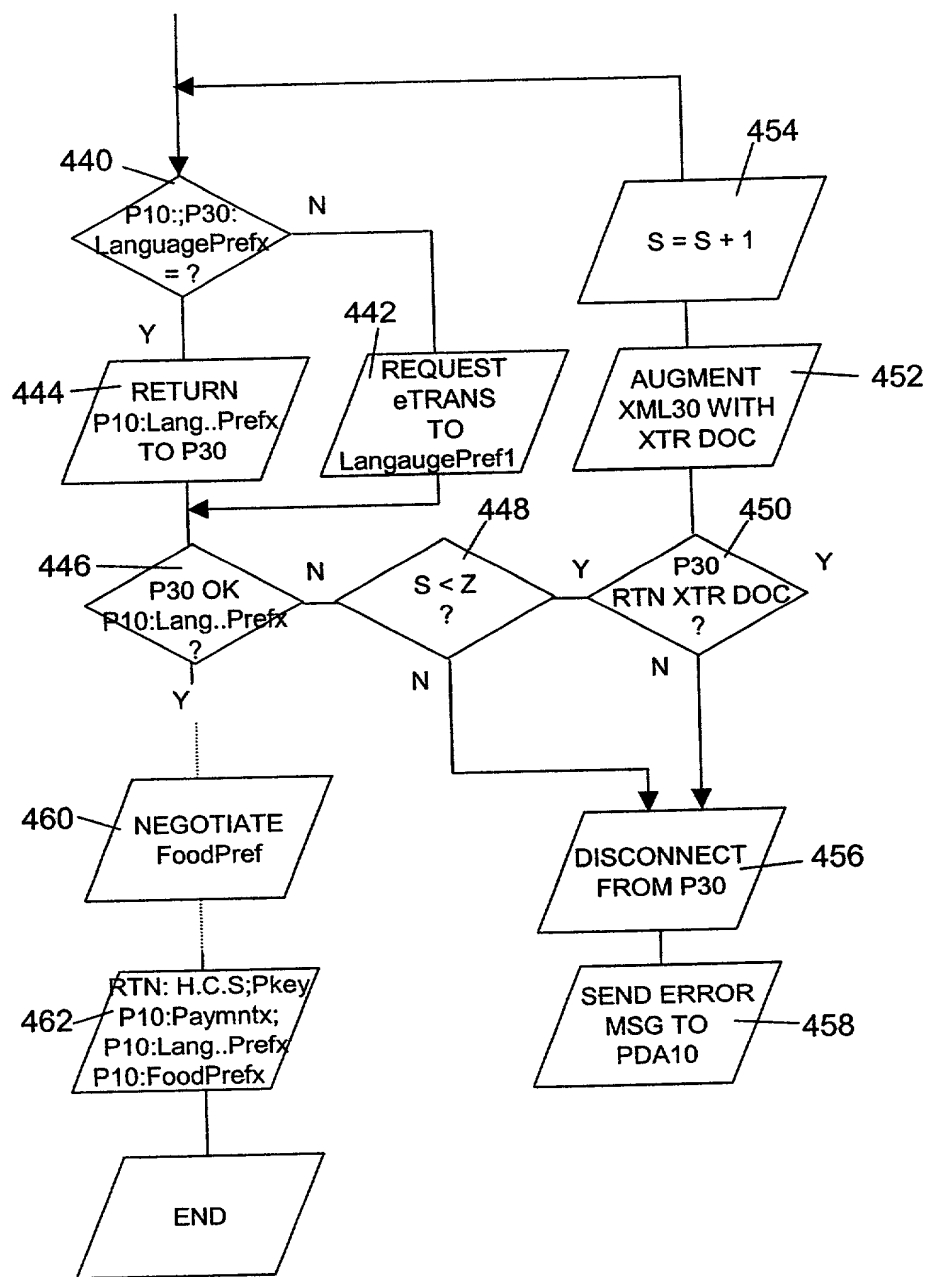 454
440
P10:;P30:
LanguagePrefx
= ?
N
S = S + 1
Y
442
444
RETURN
P10:Lang..Prefx
TO P30
REQUEST
eTRANS
TO
LangaugePref1
AUGMENT
XML30 WITH
XTR DOC
452
448
450
446
P30 OK
P10:Lang..Prefx
?
N
S < Z
?
Y
P30
RTN XTR DOC
?
Y
Y
N
N
460
NEGOTIATE
FoodPref
DISCONNECT
FROM P30
456
462
RTN: H.C.S;Pkey
P10:Paymntx;
P10:Lang..Prefx
P10:FoodPrefx
SEND ERROR
MSG TO
PDA10
458
END